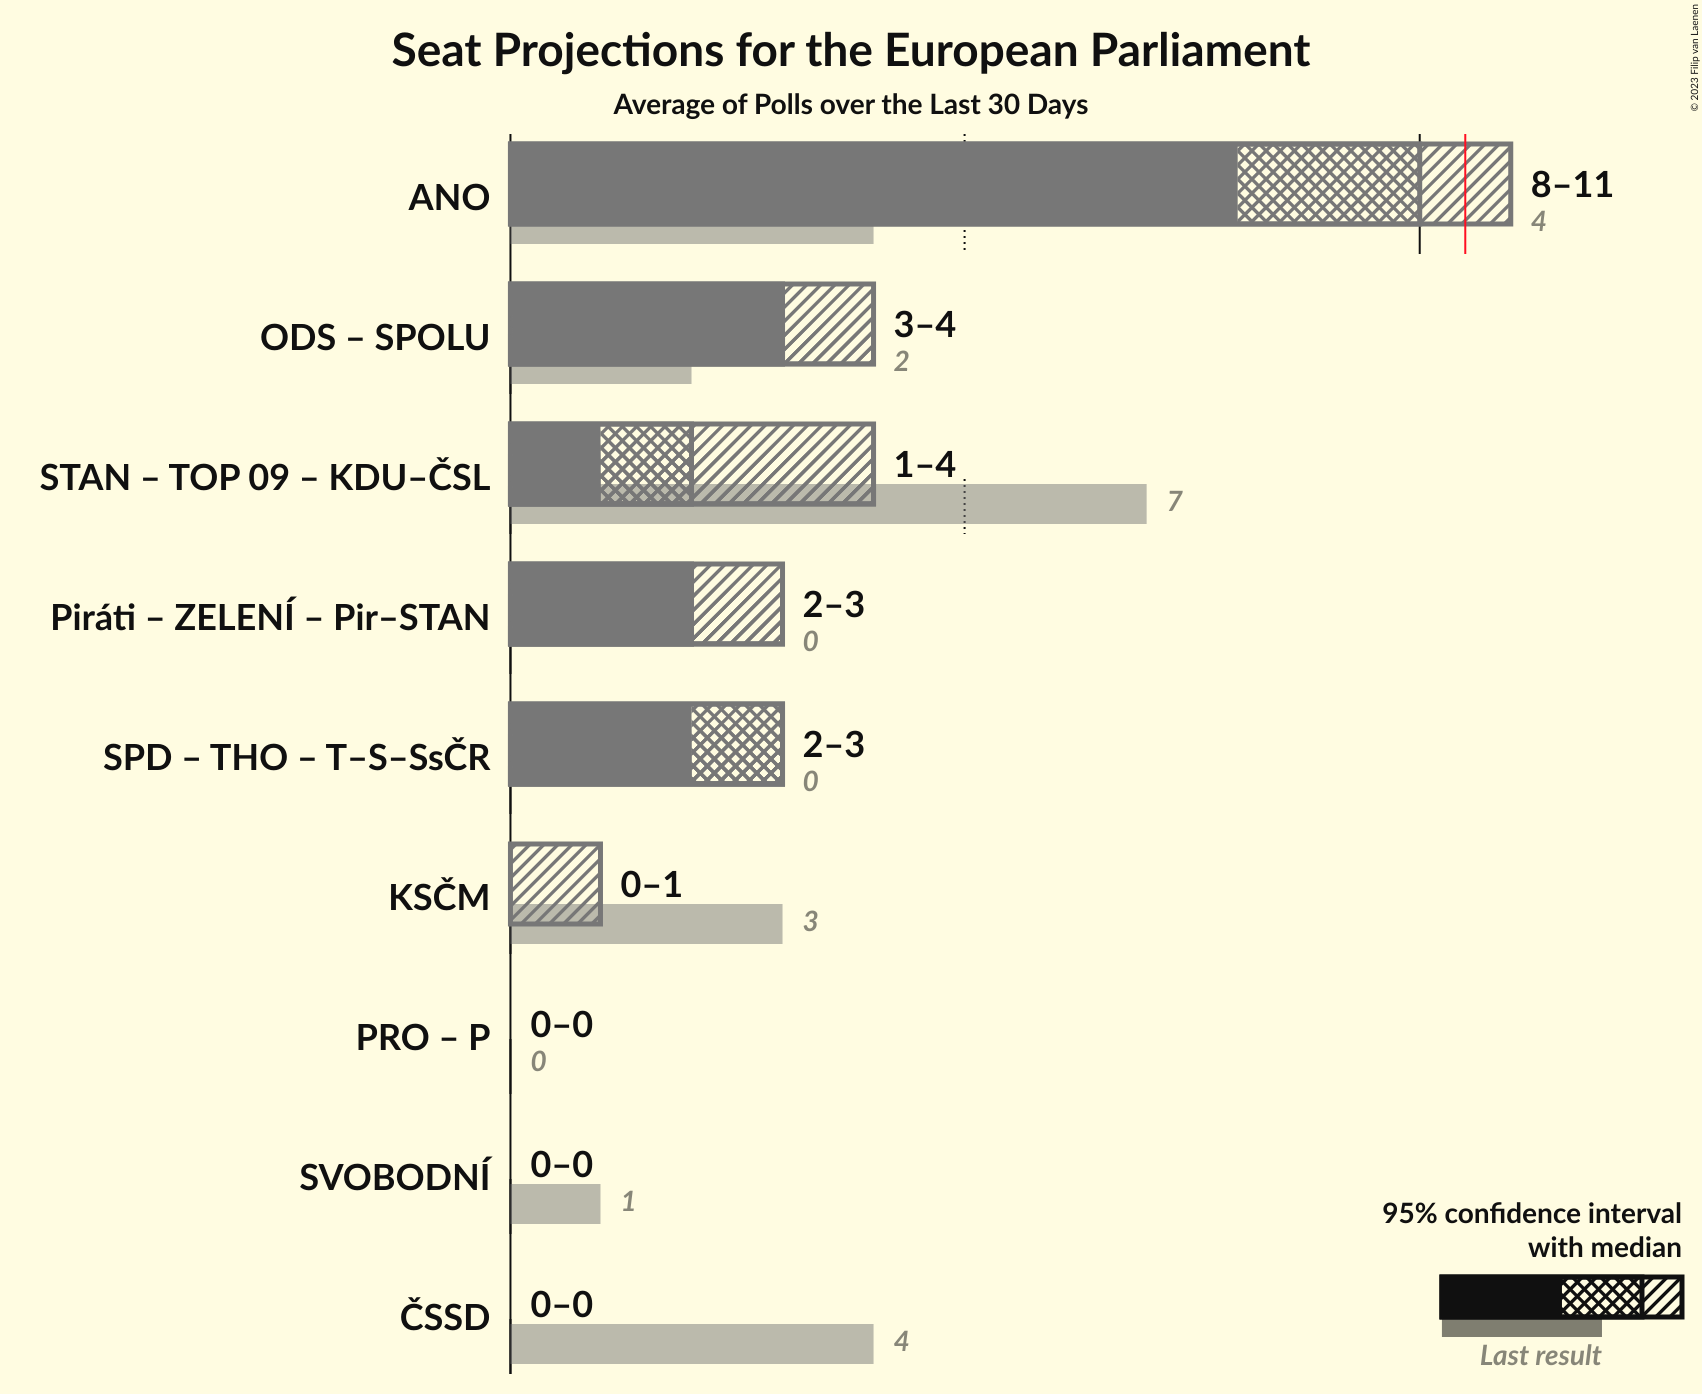 Seat Projections for the European Parliament
Average of Polls over the Last 30 Days
© 2023 Filip van Laenen
ANO
8–11
4
ODS – SPOLU
3–4
2
STAN – TOP 09 – KDU–ČSL
1–4
7
Piráti – ZELENÍ – Pir–STAN
2–3
0
SPD – THO – T–S–SsČR
2–3
0
KSČM
0–1
3
PRO – P
0–0
0
SVOBODNÍ
0–0
1
ČSSD
0–0
4
95% confidence interval
with median
Last result